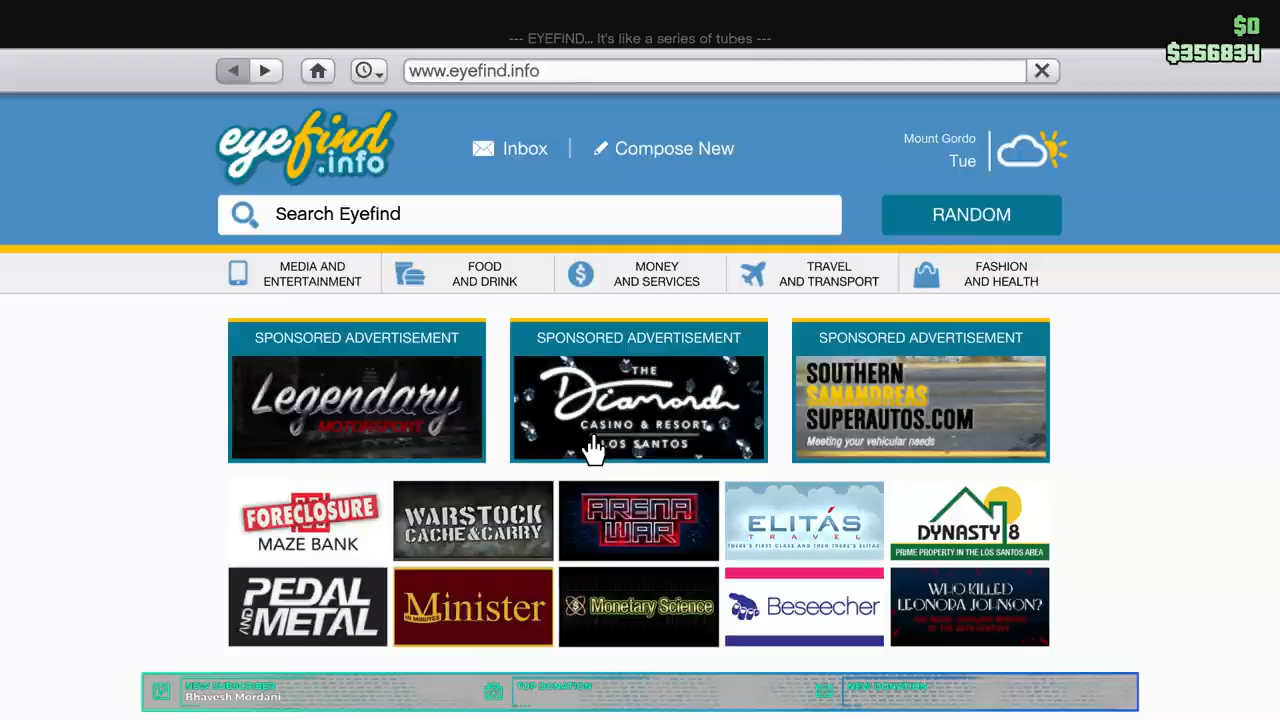 --- EYEFIND... It's like a series of tubes ---
$0
$356834
www.eyefind.info
eyefind
.info
Inbox
Compose New
Mount Gordo
Tue
Search Eyefind
RANDOM
MEDIA AND
ENTERTAINMENT
FOOD
AND DRINK
MONEY
AND SERVICES
TRAVEL
AND TRANSPORT
FASHION
AND HEALTH
SPONSORED ADVERTISEMENT
SPONSORED ADVERTISEMENT
SPONSORED ADVERTISEMENT
Legendary
MOTORSPORT
THE
Diamond
CASINO & RESORT
LOS SANTOS
SOUTHERN
SANANDREAS
SUPERAUTOS.COM
Meeting your vehicular needs
FORECLOSURE
MAZE BANK
WARSTOCK
CACHE & CARRY
ARENA
WAR
ELITÁS
TRAVEL
THERE'S FIRST CLASS AND THEN THERE'S ELITAS
DYNASTY 8
PRIME PROPERTY IN THE LOS SANTOS AREA
PEDAL
AND METAL
Minister
Monetary Science
Beseecher
WHO KILLED
LEONORA JOHNSON?
NEW SUBSCRIBER
Bhavesh Mordani
TOP DONATION
NEW DONATION